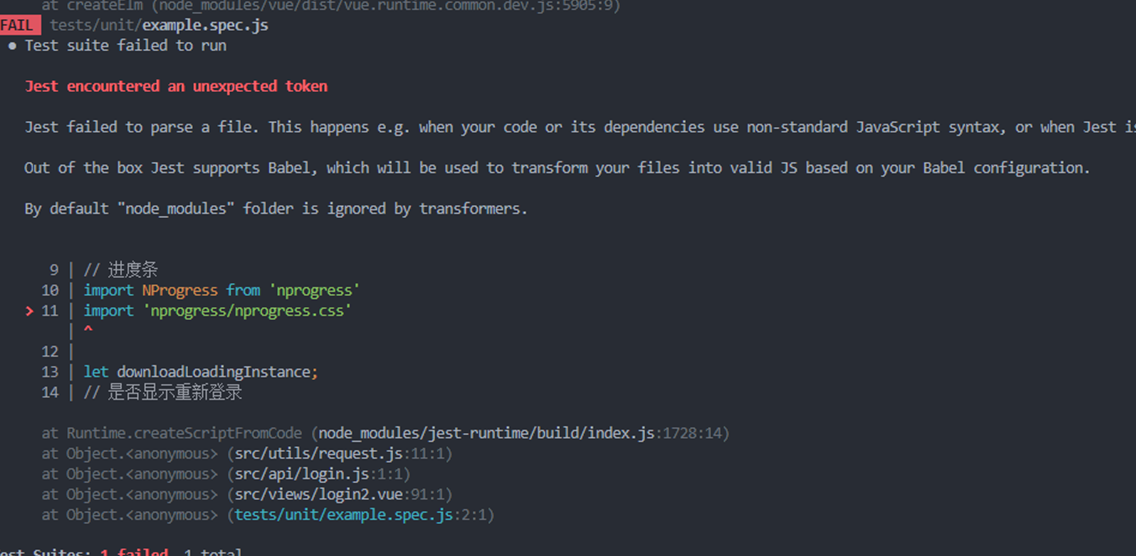 at createElm (node_modules/vue/dist/vue.runtime.common.dev.js:5905:9)
FAIL tests/unit/example.spec.js
● Test suite failed to run
Jest encountered an unexpected token
Jest failed to parse a file. This happens e.g. when your code or its dependencies use non-standard JavaScript syntax, or when Jest is
Out of the box Jest supports Babel, which will be used to transform your files into valid JS based on your Babel configuration.
By default "node_modules" folder is ignored by transformers.
9 | // 进度条
10 | import NProgress from 'nprogress'
> 11 | import 'nprogress/nprogress.css'
| ^
12 |
13 | let downloadLoadingInstance;
14 | // 是否显示重新登录
at Runtime.createScriptFromCode (node_modules/jest-runtime/build/index.js:1728:14)
at Object.<anonymous> (src/utils/request.js:11:1)
at Object.<anonymous> (src/api/login.js:1:1)
at Object.<anonymous> (src/views/login2.vue:91:1)
at Object.<anonymous> (tests/unit/example.spec.js:2:1)
est Suites: 1 failed, 1 total